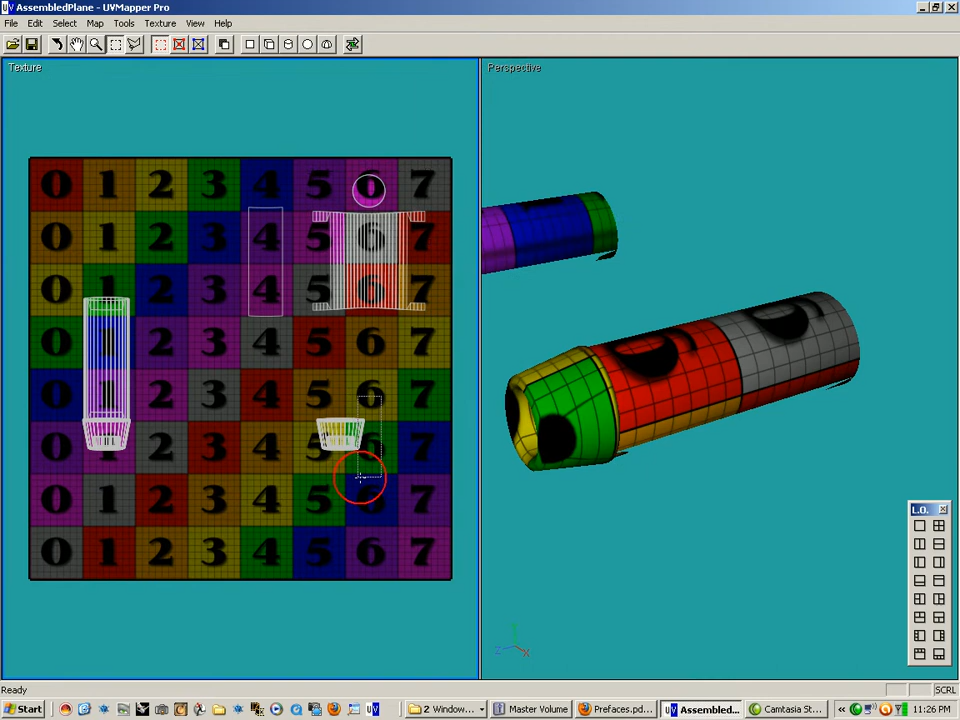 AssembledPlane - UVMapper Pro
File Edit Select Map Tools Texture View Help
Texture
Perspective
0 1 2 3 4 5 6 7
0 1 2 3 4 5 6 7
0 1 2 3 4 5 6 7
0 1 2 3 4 5 6 7
0 1 2 3 4 5 6 7
0 1 2 3 4 5 6 7
0 1 2 3 4 5 6 7
0 1 2 3 4 5 6 7
L.O.
Z X
Ready
SCRL
Start
UV
2 Window...
Master Volume
Prefaces.pd...
Assembled...
Camtasia St...
11:26 PM